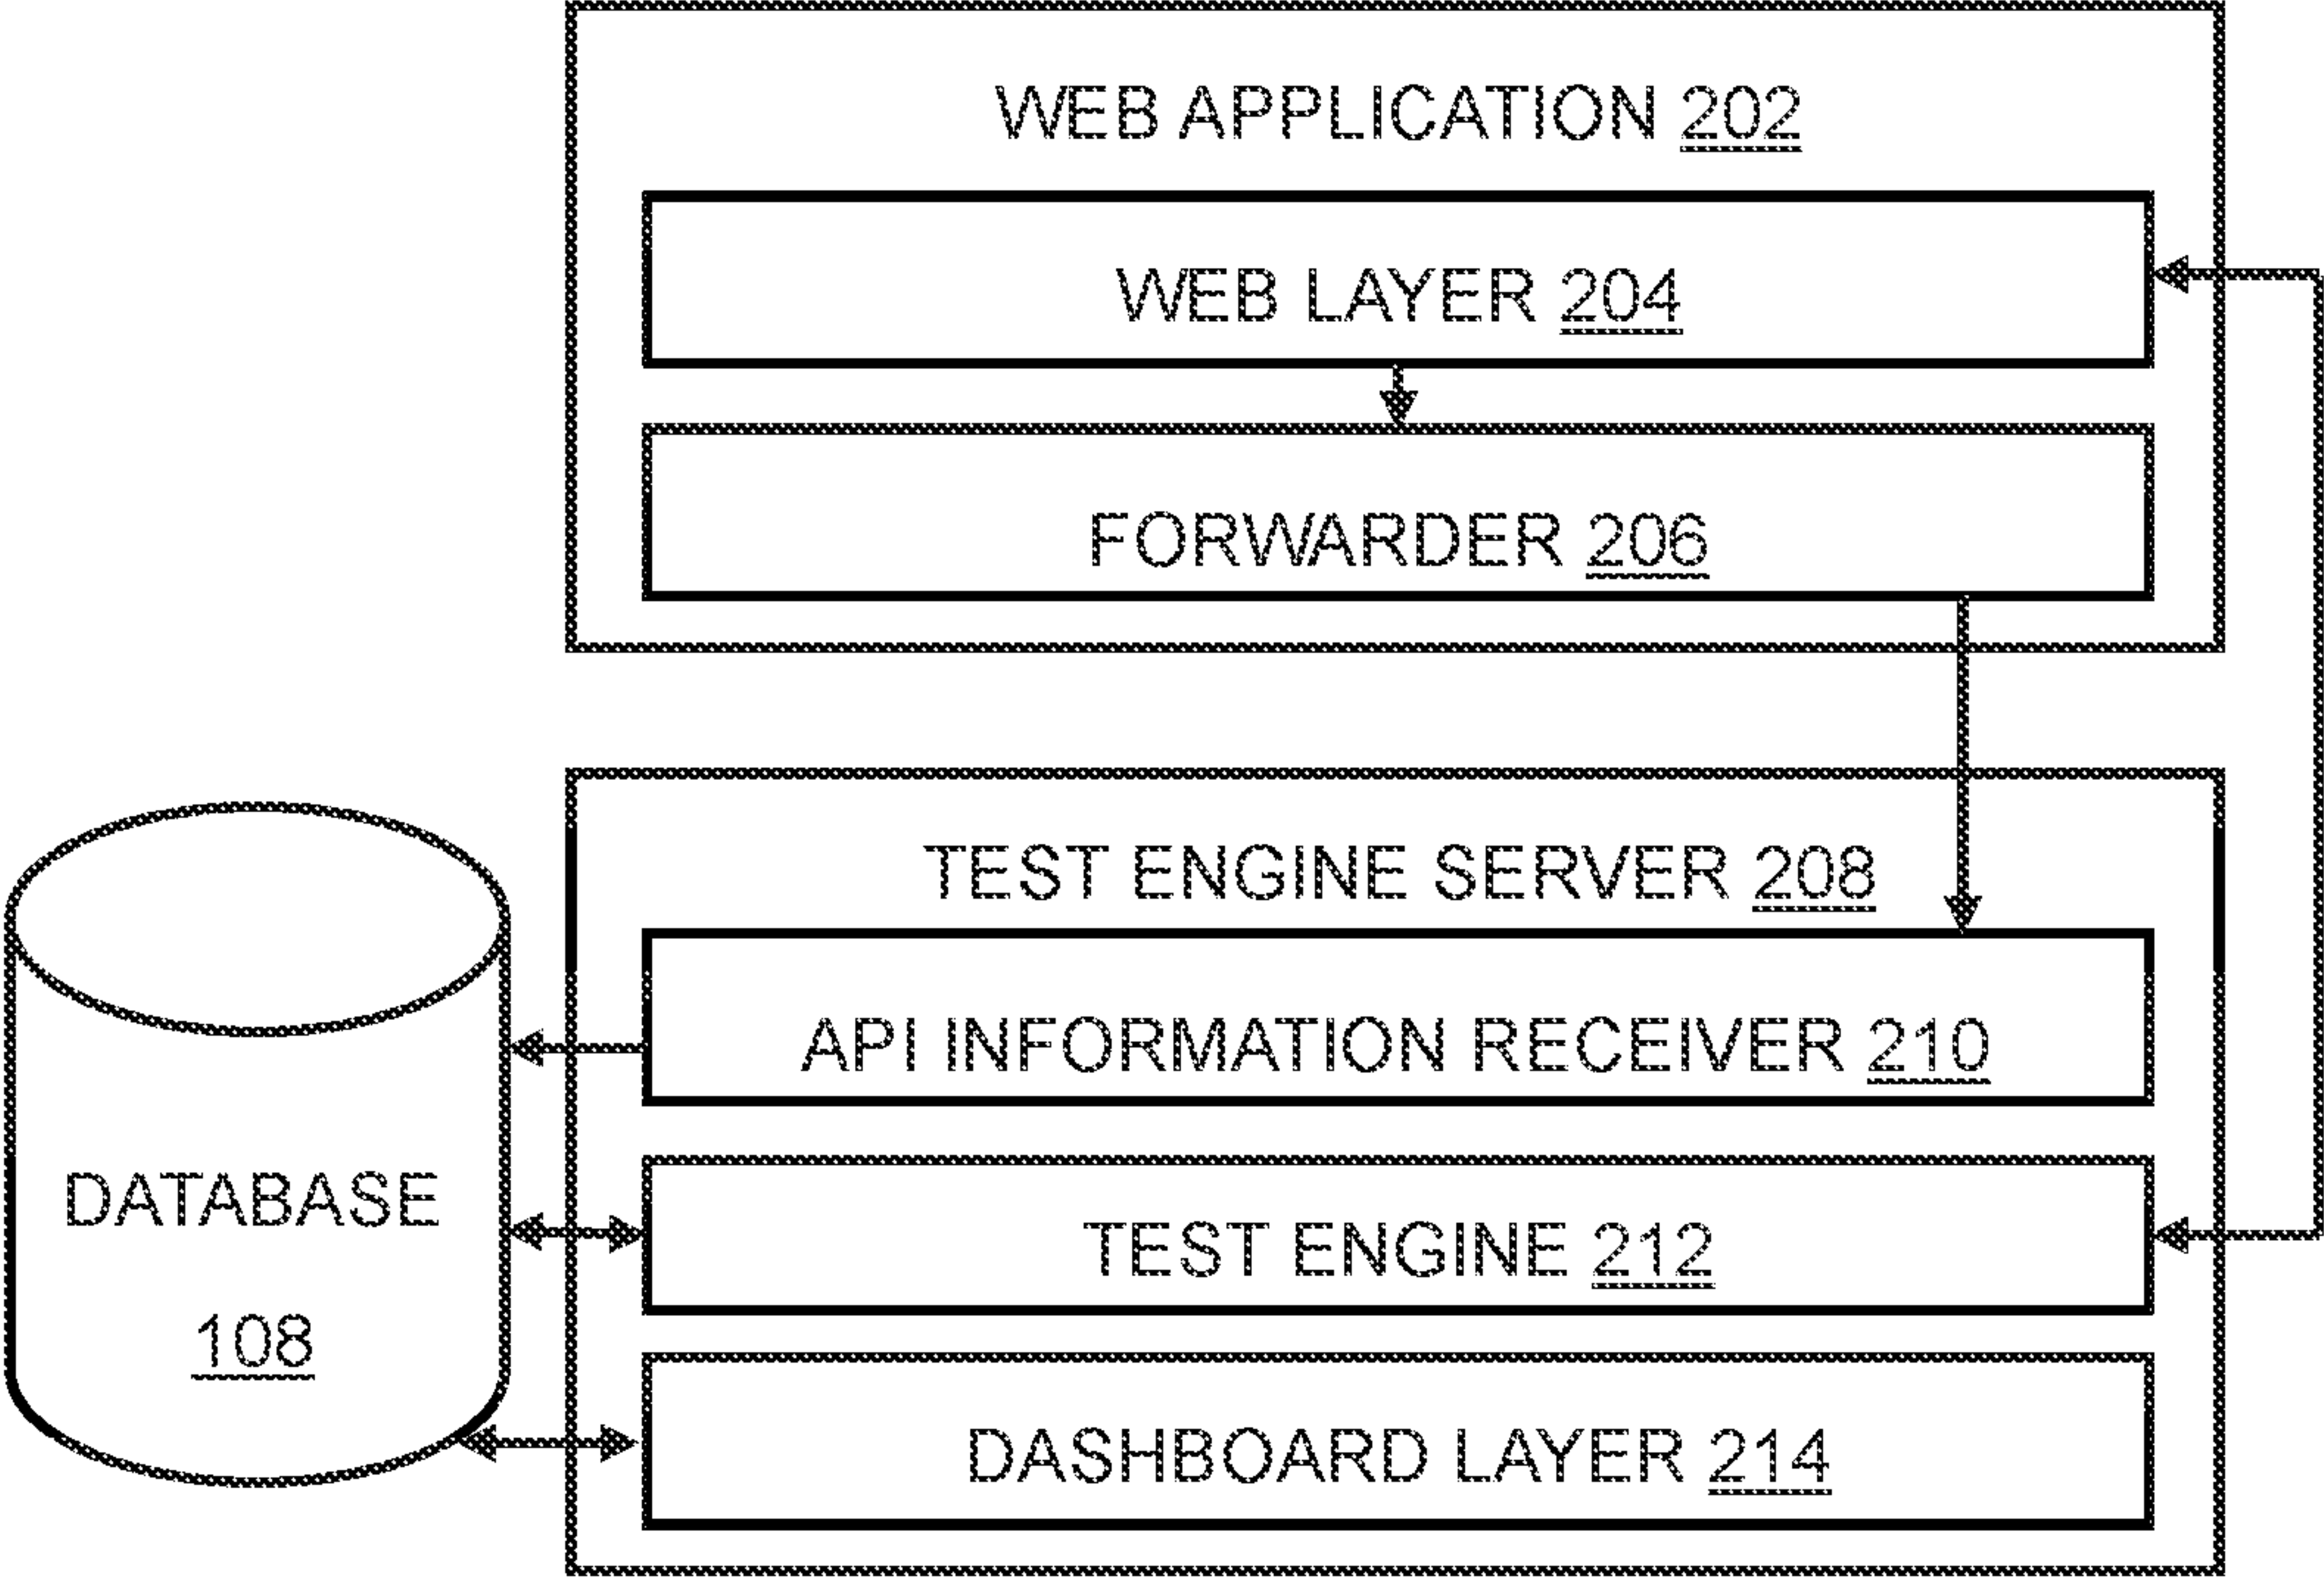 WEB APPLICATION 202
WEB LAYER 204
FORWARDER 206
TEST ENGINE SERVER 208
API INFORMATION RECEIVER 210
DATABASE
108
TEST ENGINE 212
DASHBOARD LAYER 214